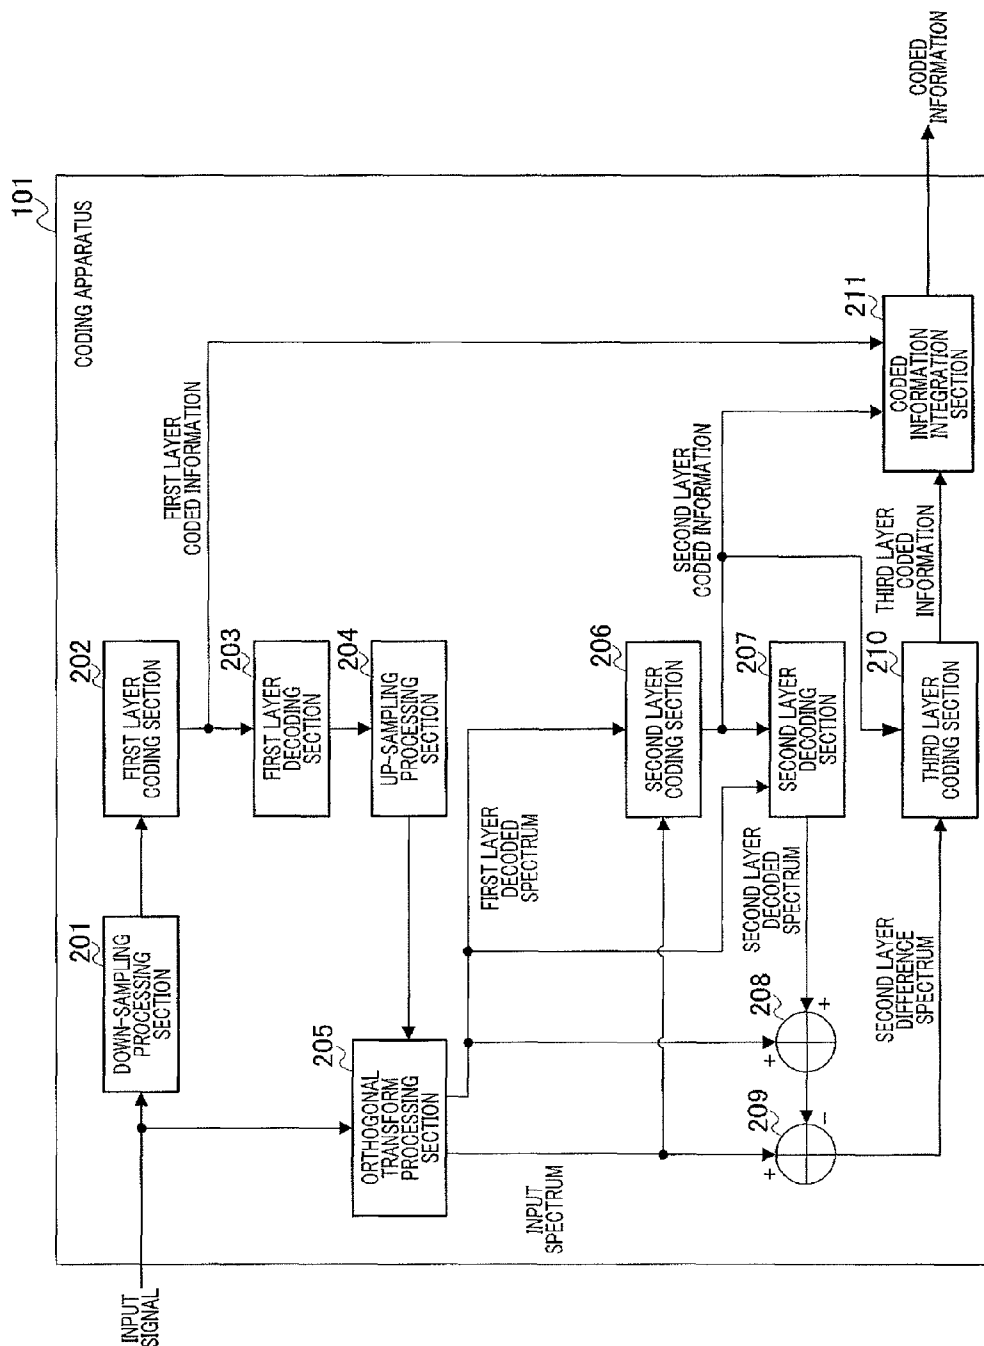 101
CODING APPARATUS
INPUT
SIGNAL
201
DOWN-SAMPLING
PROCESSING
SECTION
202
FIRST LAYER
CODING SECTION
FIRST LAYER
CODED INFORMATION
203
FIRST LAYER
DECODING
SECTION
204
UP-SAMPLING
PROCESSING
SECTION
205
ORTHOGONAL
TRANSFORM
PROCESSING
SECTION
INPUT
SPECTRUM
FIRST LAYER
DECODED
SPECTRUM
206
SECOND LAYER
CODING SECTION
SECOND LAYER
CODED INFORMATION
207
SECOND LAYER
DECODING
SECTION
SECOND LAYER
DECODED
SPECTRUM
208
+
+
209
+
-
SECOND LAYER
DIFFERENCE
SPECTRUM
210
THIRD LAYER
CODING SECTION
THIRD LAYER
CODED
INFORMATION
211
CODED
INFORMATION
INTEGRATION
SECTION
CODED
INFORMATION